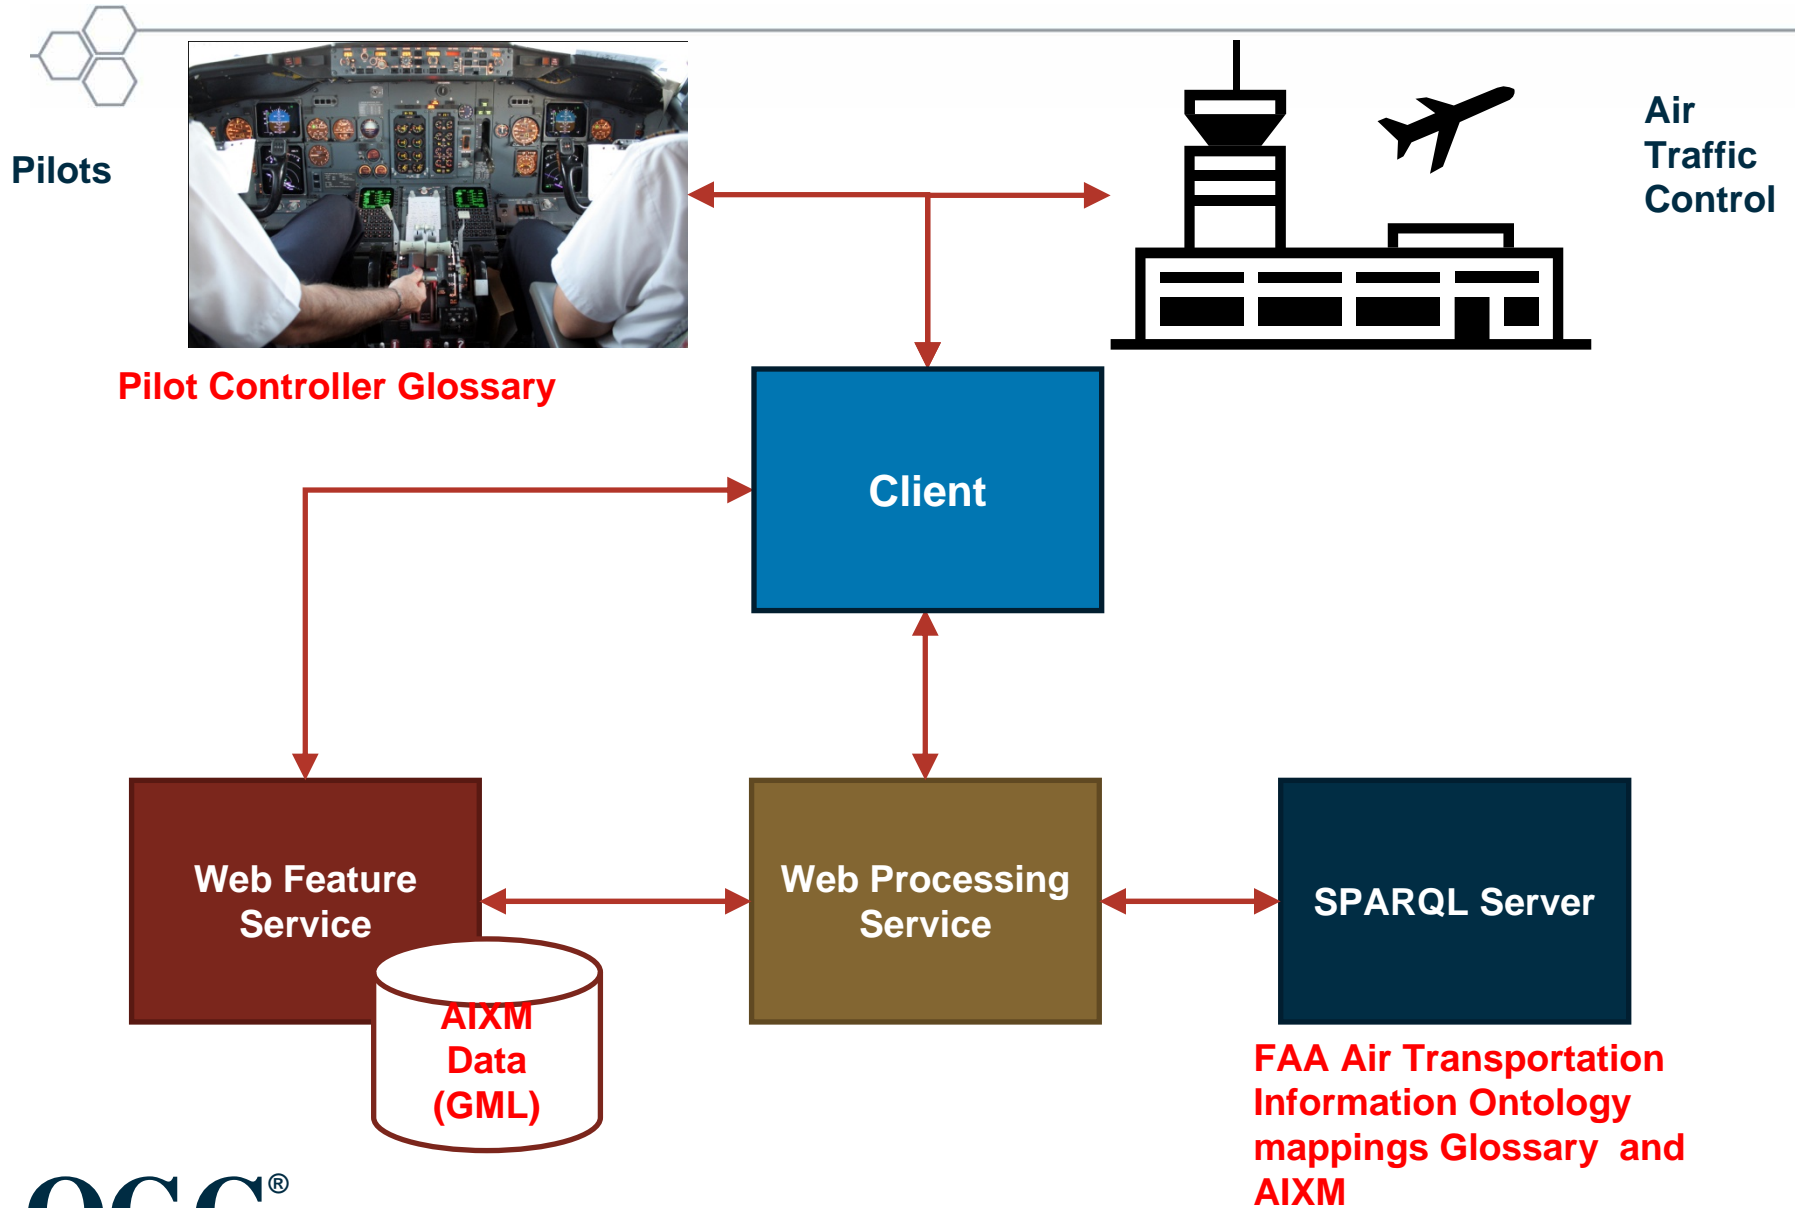 Pilots
Air
Traffic
Control
Pilot Controller Glossary
Client
Web Feature
Service
Web Processing
Service
SPARQL Server
AIXM
Data
(GML)
FAA Air Transportation
Information Ontology
mappings Glossary and
AIXM
OGC®